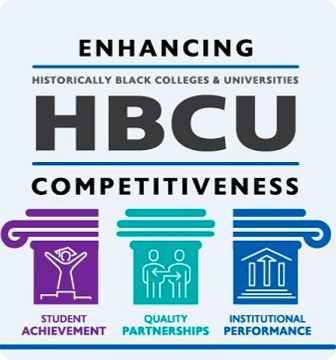 ENHANCING
HISTORICALLY BLACK COLLEGES & UNIVERSITIES
HBCU
COMPETITIVENESS
STUDENT
ACHIEVEMENT
QUALITY
PARTNERSHIPS
INSTITUTIONAL
PERFORMANCE